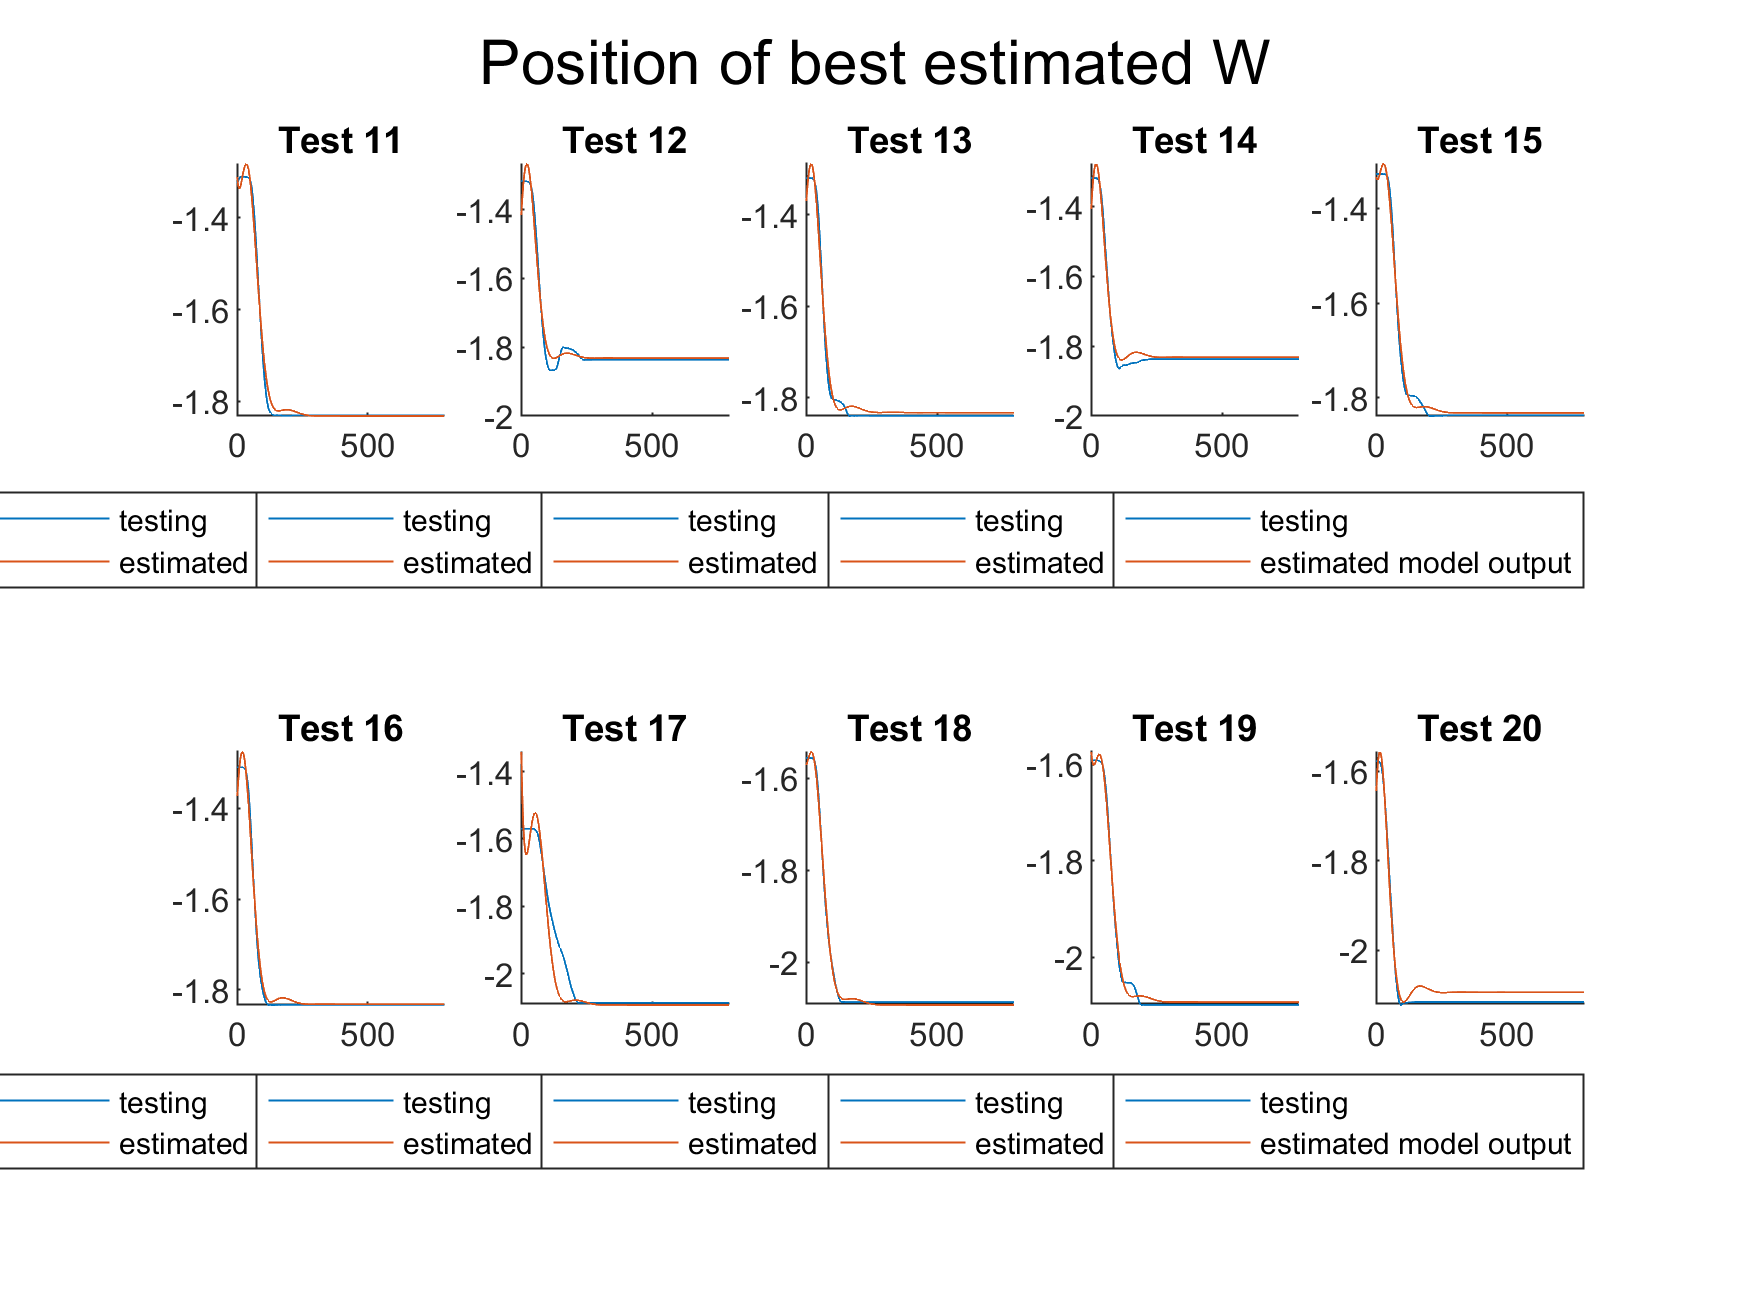 Position of best estimated W
Test 11 Test 12 Test 13 Test 14 Test 15
-1.4 -1.4 -1.4 -1.4 -1.4
-1.6 -1.6 -1.6 -1.6 -1.6
-1.8 -1.8 -1.8 -1.8 -1.8
-2 -2
0 500 0 500 0 500 0 500 0 500
testing testing testing testing testing
estimated estimated estimated estimated estimated model output
Test 16 Test 17 Test 18 Test 19 Test 20
-1.4 -1.4 -1.6 -1.6 -1.6
-1.6 -1.6 -1.8 -1.8 -1.8
-1.8 -1.8 -2 -2 -2
-2
0 500 0 500 0 500 0 500 0 500
testing testing testing testing testing
estimated estimated estimated estimated estimated model output